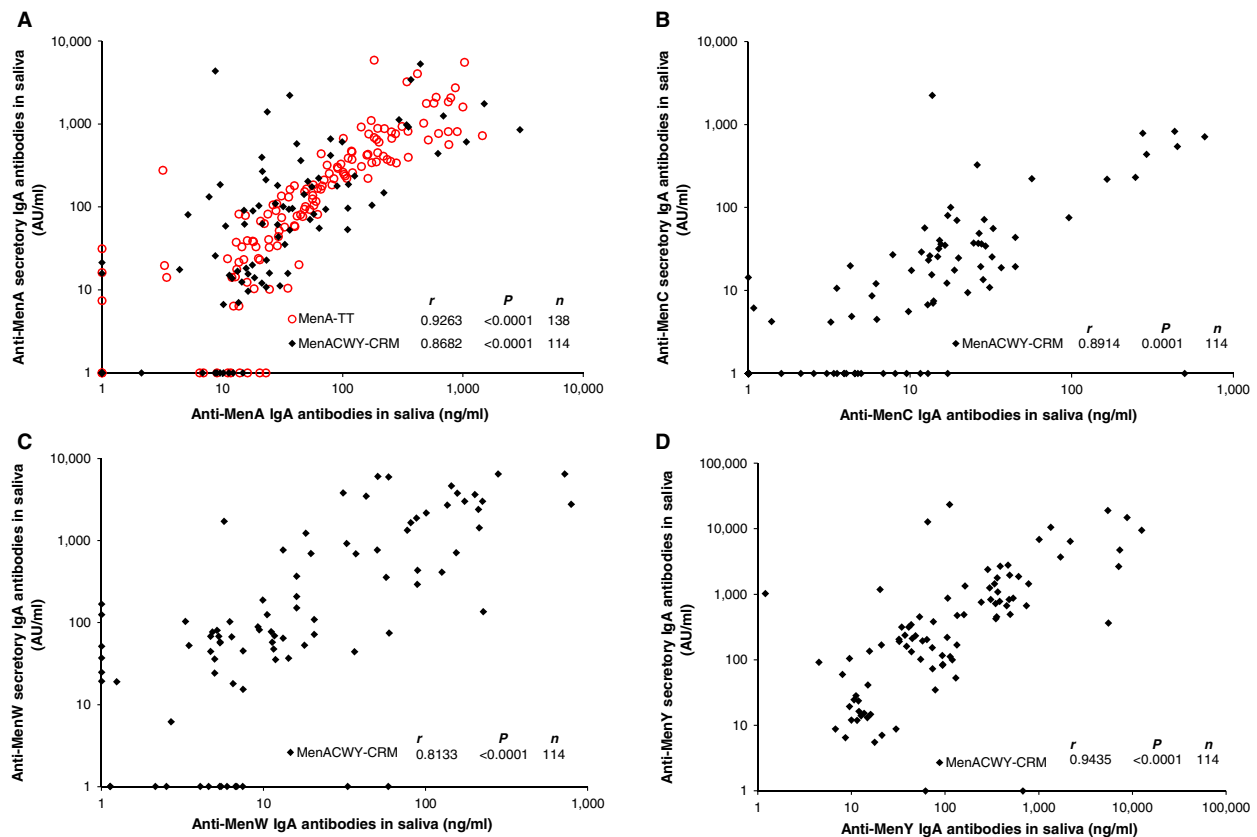 A
Anti-MenA secretory IgA antibodies in saliva
(AU/ml)
10,000
1,000
100
10
1
r P n
MenA-TT 0.9263 <0.0001 138
MenACWY-CRM 0.8682 <0.0001 114
1 10 100 1,000 10,000
Anti-MenA IgA antibodies in saliva (ng/ml)
B
Anti-MenC secretory IgA antibodies in saliva
(AU/ml)
10,000
1,000
100
10
1
r P n
MenACWY-CRM 0.8914 0.0001 114
1 10 100 1,000
Anti-MenC IgA antibodies in saliva (ng/ml)
C
Anti-MenW secretory IgA antibodies in saliva
(AU/ml)
10,000
1,000
100
10
1
r P n
MenACWY-CRM 0.8133 <0.0001 114
1 10 100 1,000
Anti-MenW IgA antibodies in saliva (ng/ml)
D
Anti-MenY secretory IgA antibodies in saliva
(AU/ml)
100,000
10,000
1,000
100
10
1
r P n
MenACWY-CRM 0.9435 <0.0001 114
1 10 100 1,000 10,000 100,000
Anti-MenY IgA antibodies in saliva (ng/ml)